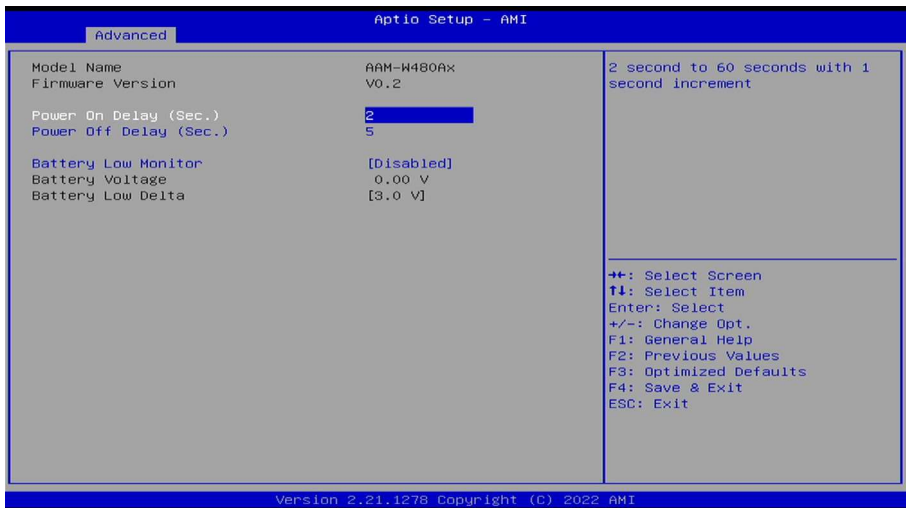 Aptio Setup - AMI
Advanced
Model Name AAM-W480Ax
Firmware Version V0.2
Power On Delay (Sec.) 2
Power Off Delay (Sec.) 5
Battery Low Monitor [Disabled]
Battery Voltage 0.00 V
Battery Low Delta [3.0 V]
2 second to 60 seconds with 1
second increment
→←: Select Screen
↑↓: Select Item
Enter: Select
+/-: Change Opt.
F1: General Help
F2: Previous Values
F3: Optimized Defaults
F4: Save & Exit
ESC: Exit
Version 2.21.1278 Copyright (C) 2022 AMI